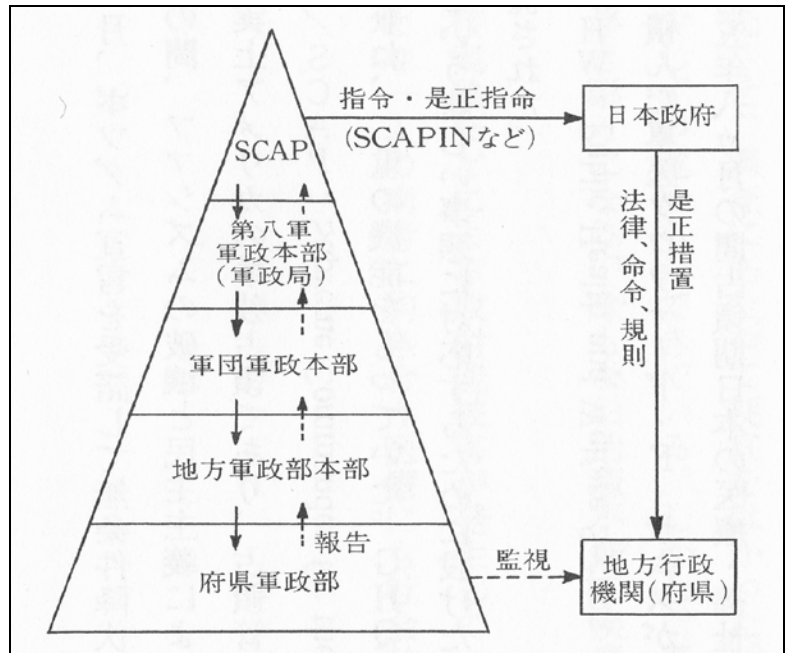 SCAP
第八軍
軍政本部
(軍政局)
軍団軍政本部
地方軍政部本部
報告
府県軍政部
指令・是正指命
(SCAPINなど)
日本政府
是正措置
法律、命令、規則
監視
地方行政
機関(府県)